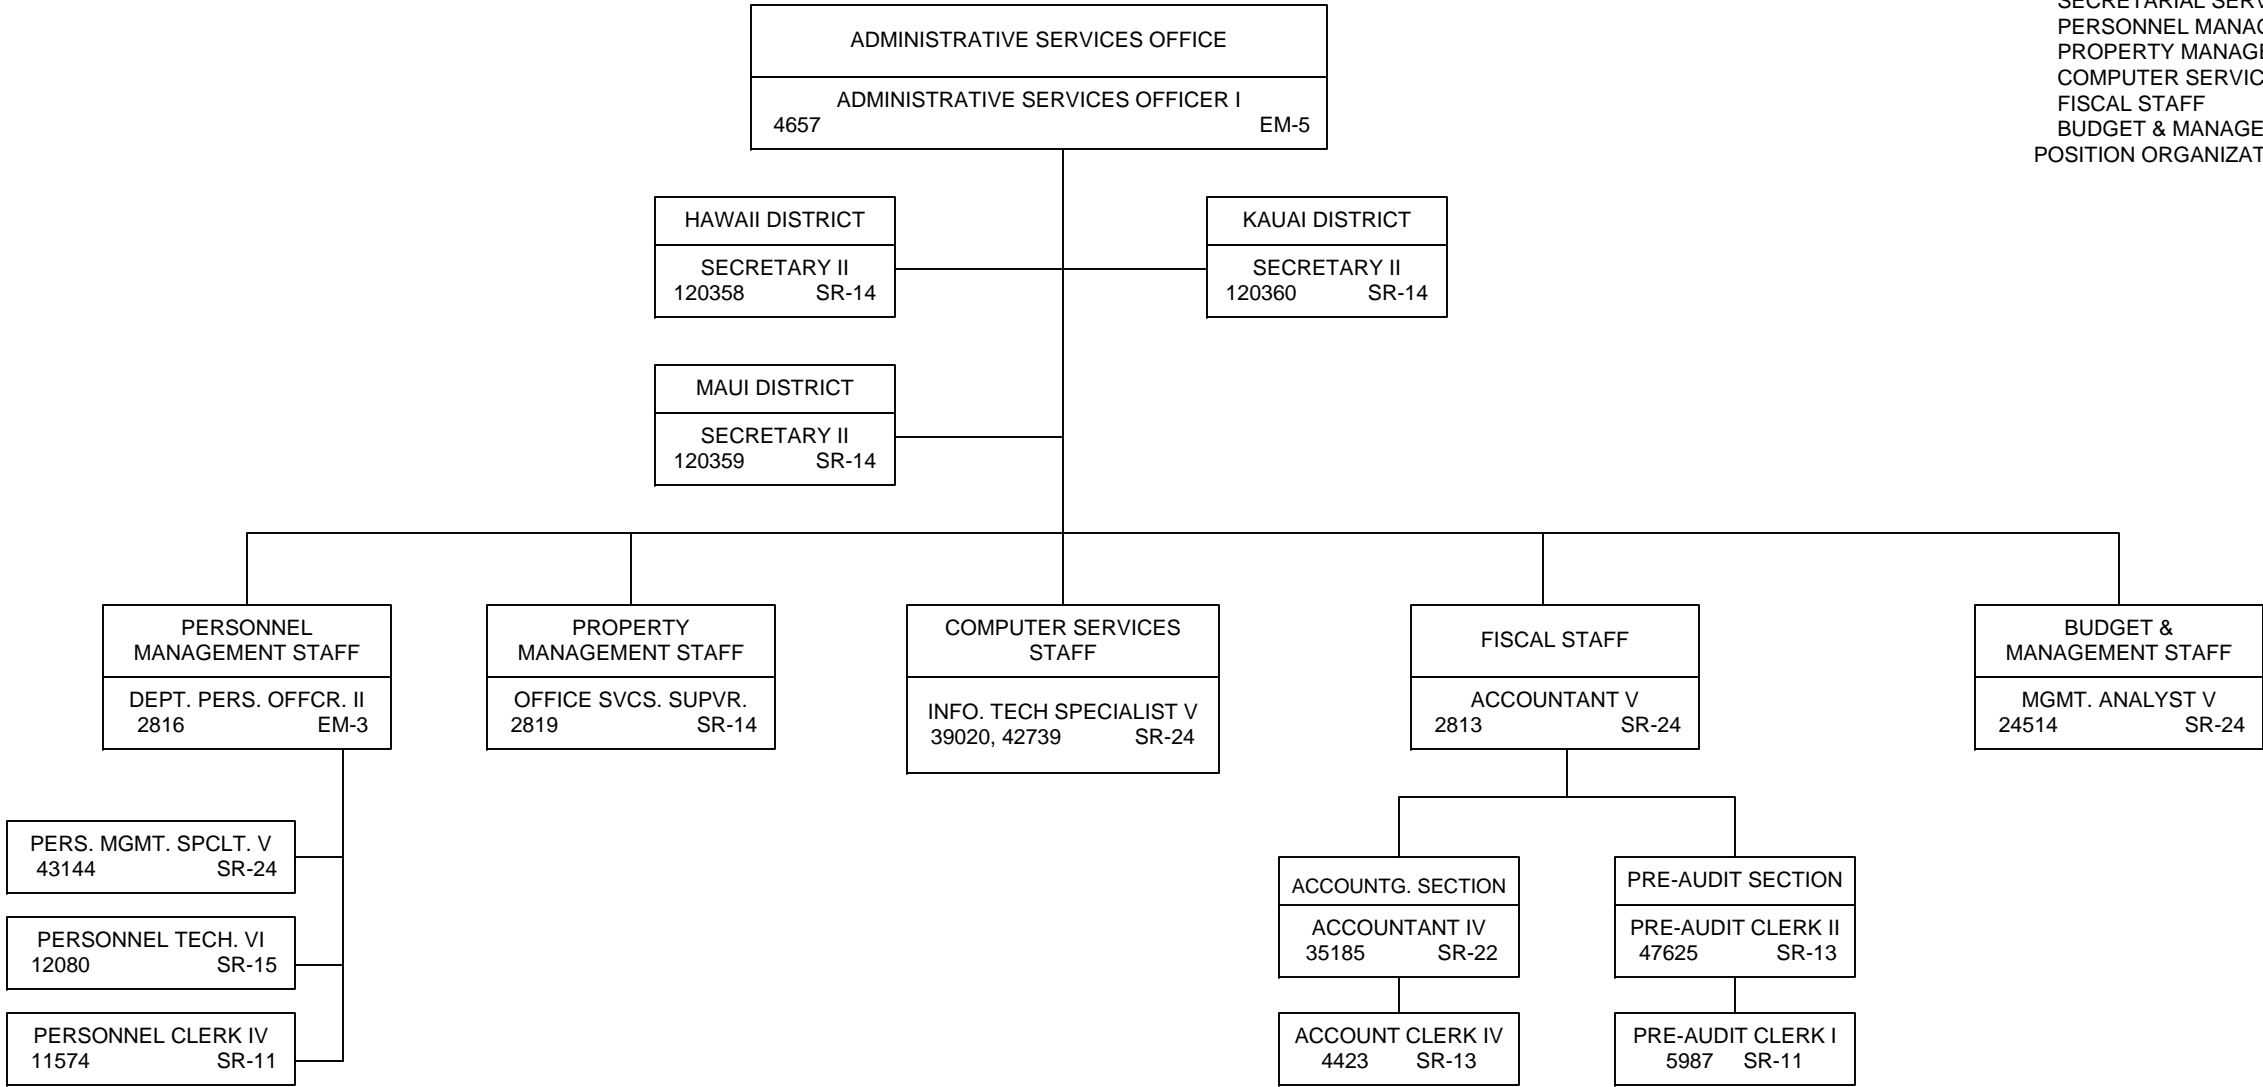 SECRETARIAL
PERSONNEL
PROPERTY
COMPUTER
FISCAL STAFF
BUDGET &
POSITION
ADMINISTRATIVE SERVICES OFFICE
ADMINISTRATIVE SERVICES OFFICER I
4657 EM-5
HAWAII DISTRICT
SECRETARY II
120358 SR-14
KAUAI DISTRICT
SECRETARY II
120360 SR-14
MAUI DISTRICT
SECRETARY II
120359 SR-14
PERSONNEL
MANAGEMENT STAFF
DEPT. PERS. OFFCR. II
2816 EM-3
PERS. MGMT. SPCLT. V
43144 SR-24
PERSONNEL TECH. VI
12080 SR-15
PERSONNEL CLERK IV
11574 SR-11
PROPERTY
MANAGEMENT STAFF
OFFICE SVCS. SUPVR.
2819 SR-14
COMPUTER SERVICES
STAFF
INFO. TECH SPECIALIST V
39020, 42739 SR-24
FISCAL STAFF
ACCOUNTANT V
2813 SR-24
ACCOUNTG. SECTION
ACCOUNTANT IV
35185 SR-22
ACCOUNT CLERK IV
4423 SR-13
PRE-AUDIT SECTION
PRE-AUDIT CLERK II
47625 SR-13
PRE-AUDIT CLERK I
5987 SR-11
BUDGET &
MANAGEMENT STAFF
MGMT. ANALYST V
24514 SR-24